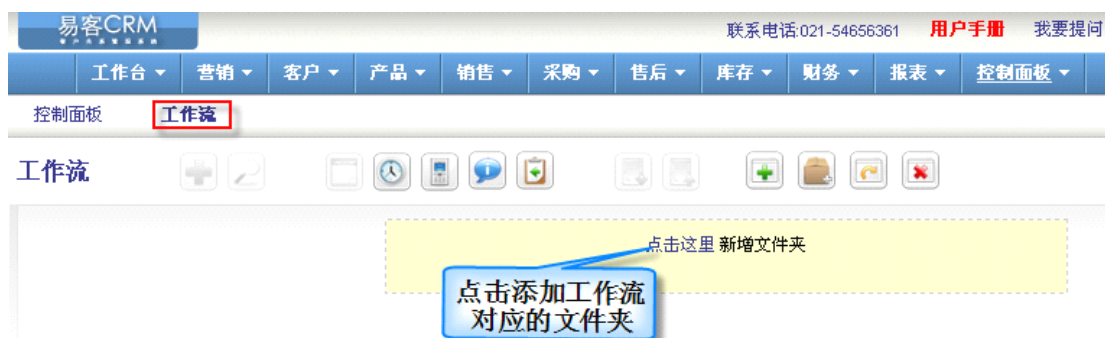 易客CRM
联系电话:021-54656361 用户手册 我要提问
工作台 营销 客户 产品 销售 采购 售后 库存 财务 报表 控制面板
控制面板 工作流
工作流
点击这里 新增文件夹
点击添加工作流
对应的文件夹